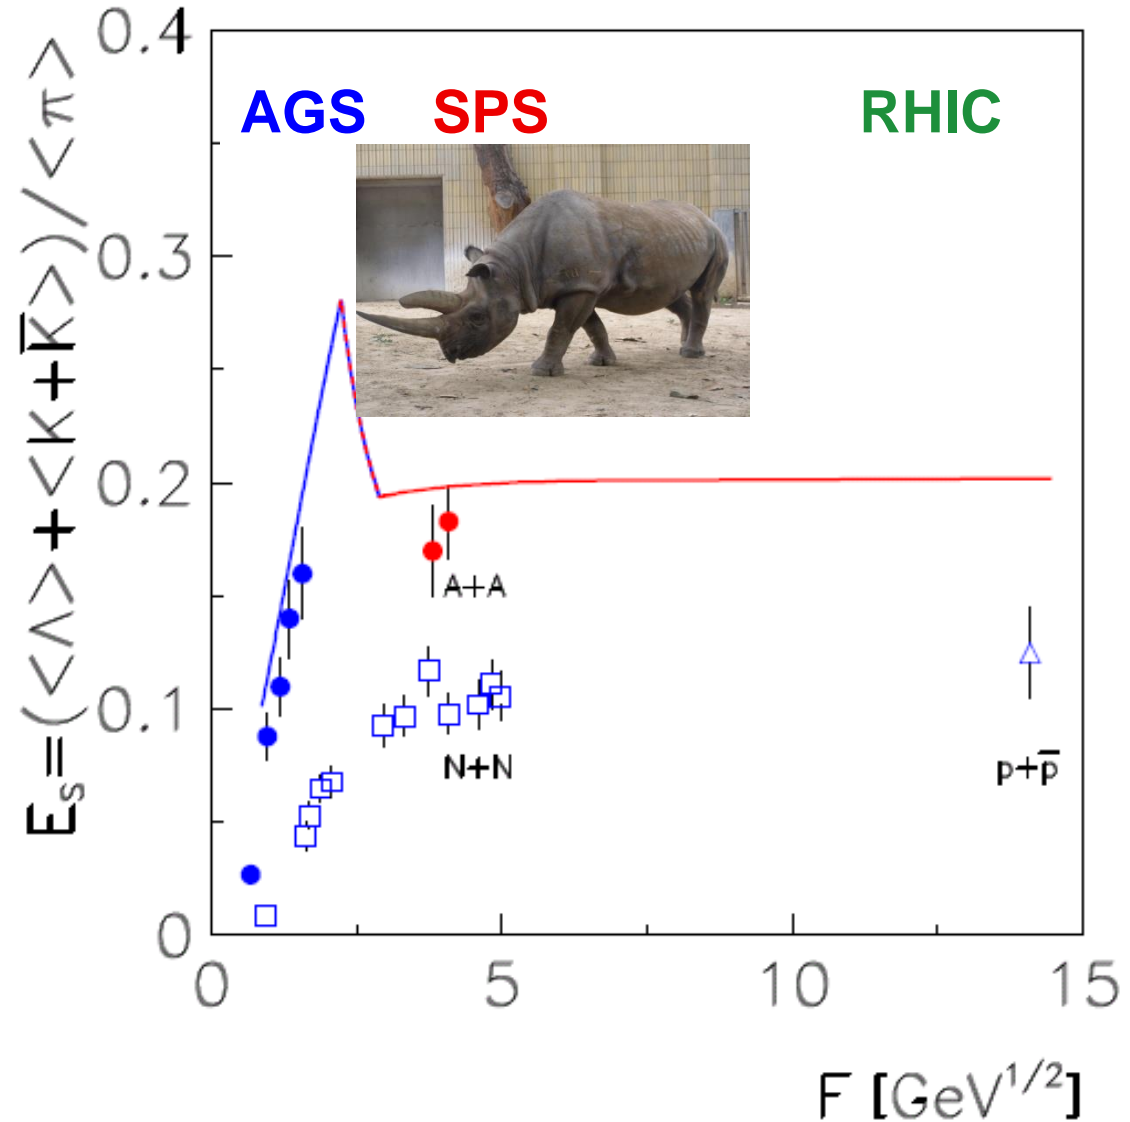 E_s=(<Λ>+<K+K̅>)/<π>
0.4
0.3
0.2
0.1
0
AGS SPS RHIC
A+A
N+N
p+p̅
0 5 10 15
F [GeV^1/2]